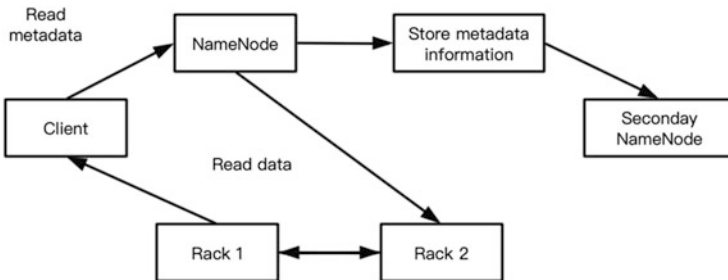 Read
metadata
NameNode
Store metadata
information
Client
Seconday
NameNode
Read data
Rack 1
Rack 2